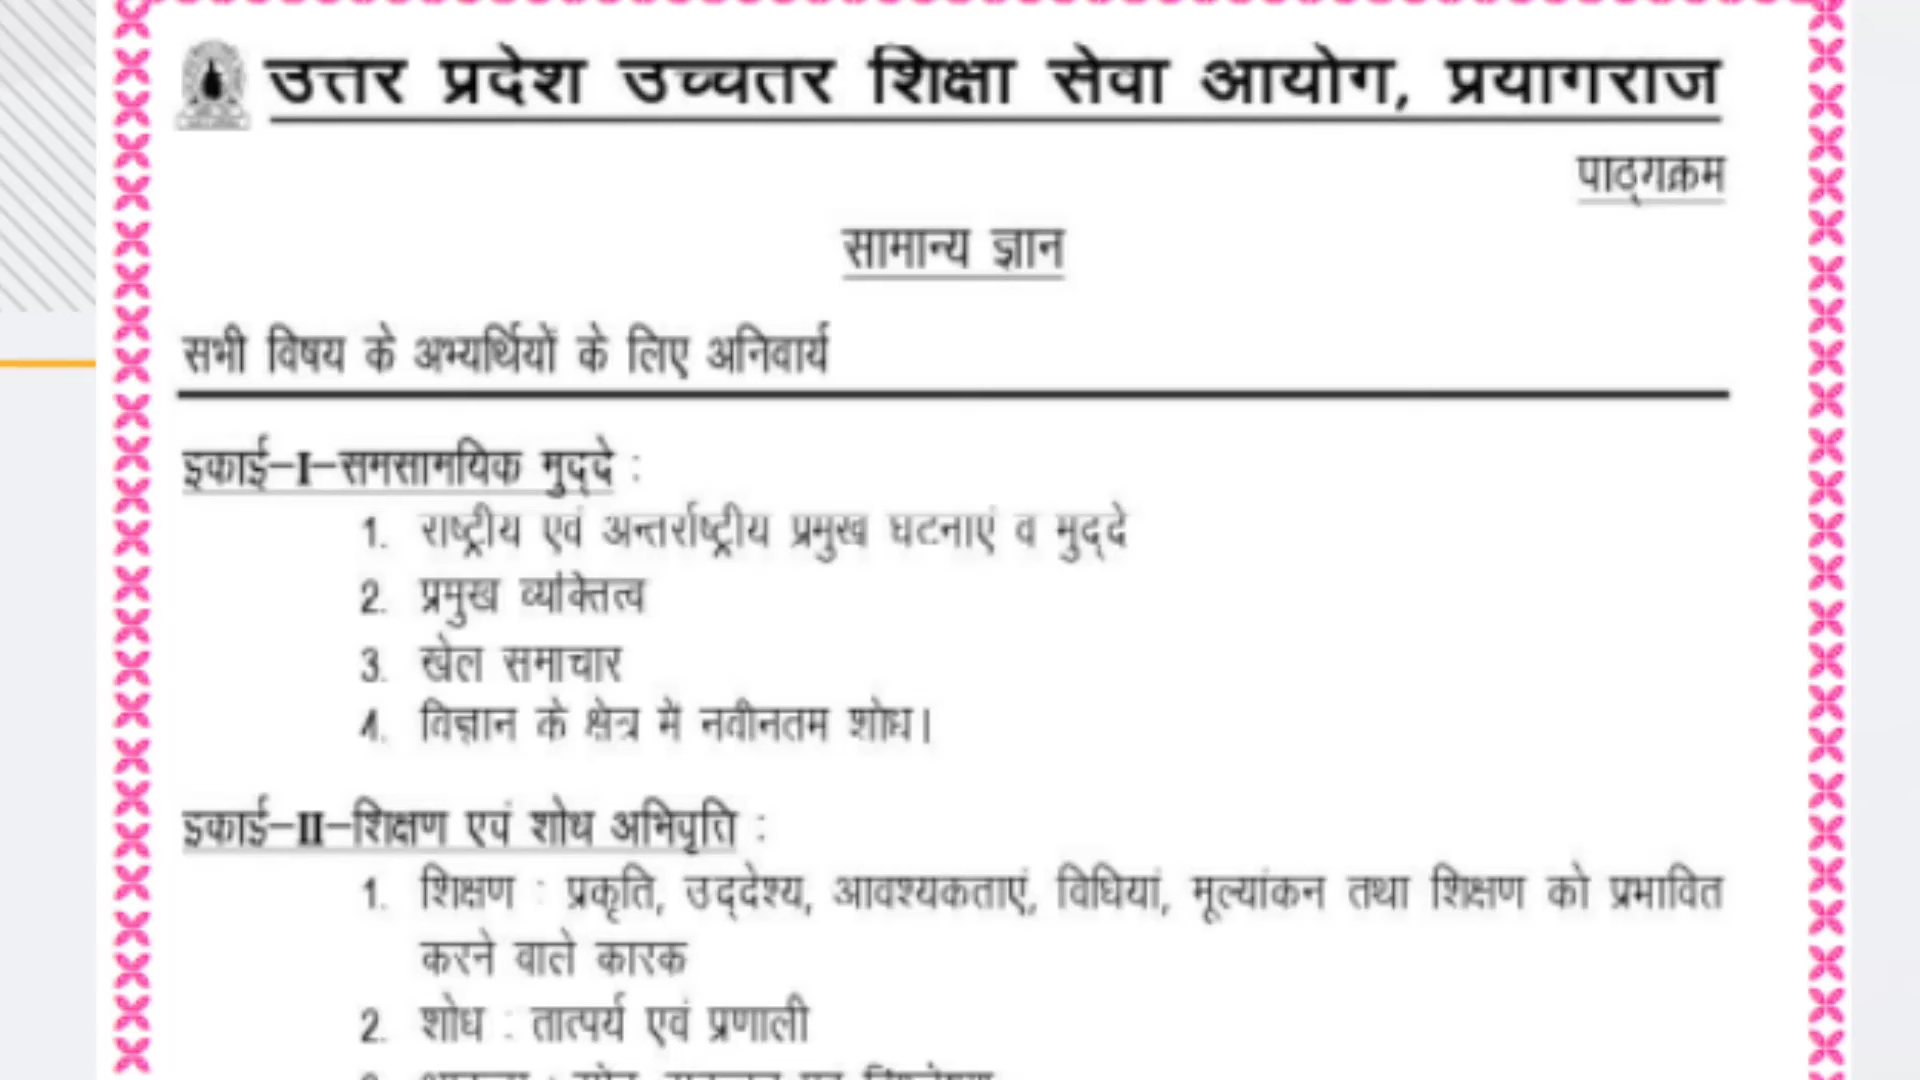 उत्तर प्रदेश उच्चतर शिक्षा सेवा आयोग, प्रयागराज
पाठ्यक्रम
सामान्य ज्ञान
सभी विषय के अभ्यर्थियों के लिए अनिवार्य
इकाई–I–समसामयिक मुद्दे :
1. राष्ट्रीय एवं अन्तर्राष्ट्रीय प्रमुख घटनाएं व मुद्दे
2. प्रमुख व्यक्तित्व
3. खेल समाचार
4. विज्ञान के क्षेत्र में नवीनतम शोध।
इकाई–II–शिक्षण एवं शोध अभिवृत्ति :
1. शिक्षण : प्रकृति, उद्देश्य, आवश्यकताएं, विधियां, मूल्यांकन तथा शिक्षण को प्रभावित
करने वाले कारक
2. शोध : तात्पर्य एवं प्रणाली